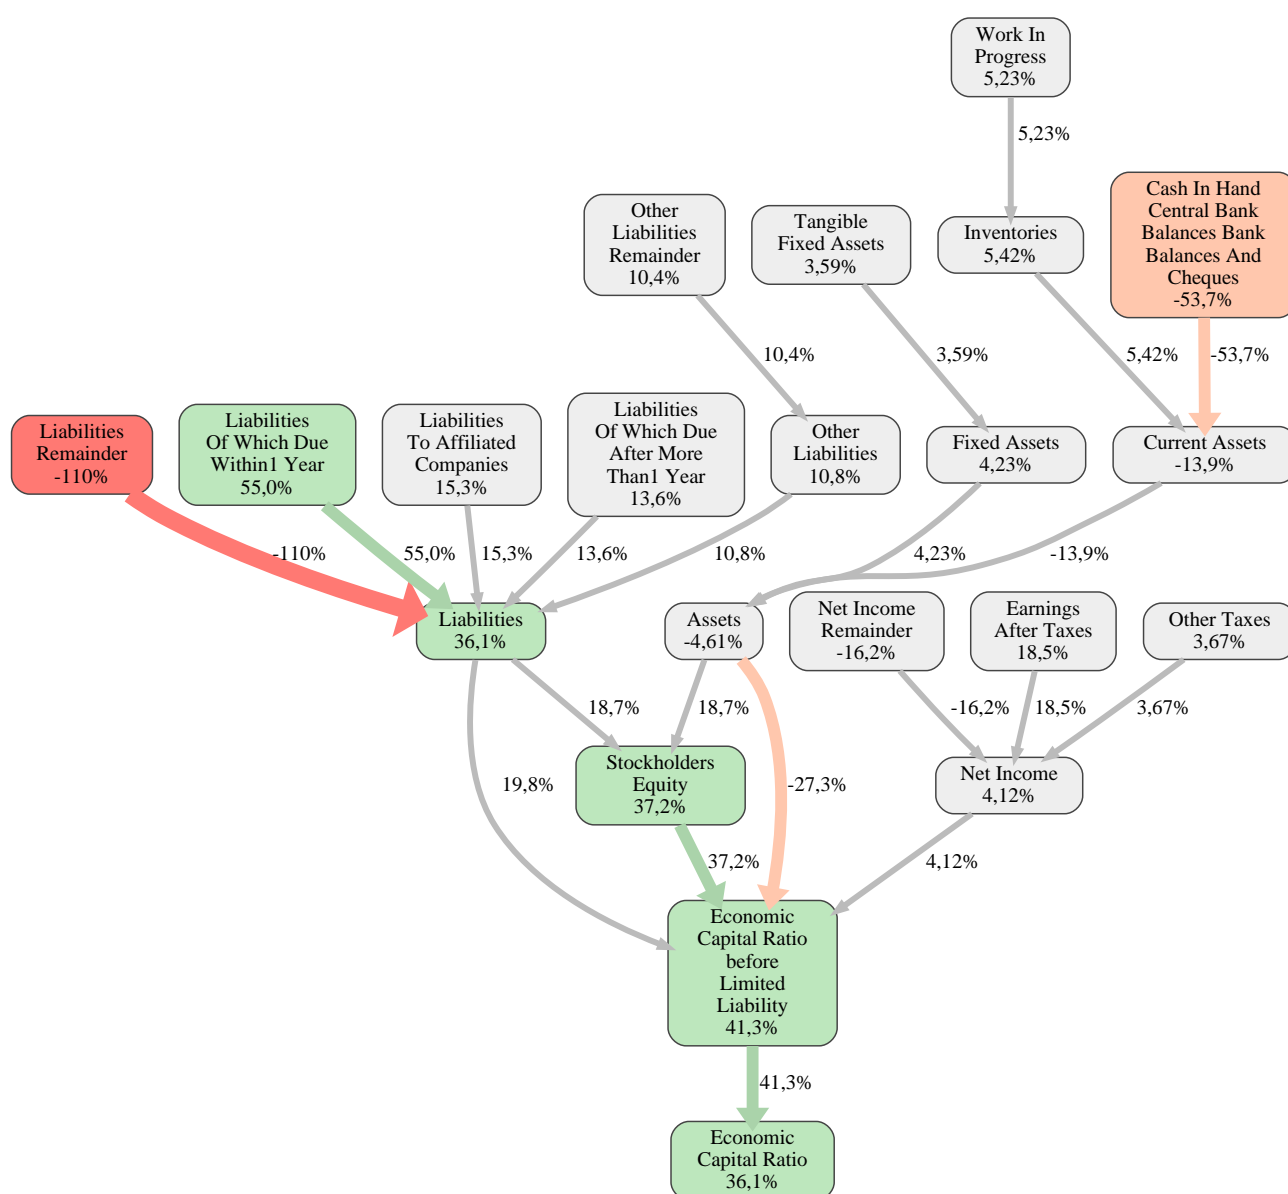 Work In
Progress
5,23%
5,23%
Cash In Hand
Central Bank
Balances Bank
Balances And
Cheques
-53,7%
Other
Liabilities
Remainder
10,4%
Tangible
Fixed Assets
3,59%
Inventories
5,42%
10,4%
3,59%
5,42%
-53,7%
Liabilities
Remainder
-110%
Liabilities
Of Which Due
Within1 Year
55,0%
Liabilities
To Affiliated
Companies
15,3%
Liabilities
Of Which Due
After More
Than1 Year
13,6%
Other
Liabilities
10,8%
Fixed Assets
4,23%
Current Assets
-13,9%
-110%
55,0%
15,3%
13,6%
10,8%
4,23%
-13,9%
Liabilities
36,1%
Assets
-4,61%
Net Income
Remainder
-16,2%
Earnings
After Taxes
18,5%
Other Taxes
3,67%
18,7%
18,7%
-16,2%
18,5%
3,67%
Stockholders
Equity
37,2%
19,8%
-27,3%
Net Income
4,12%
37,2%
4,12%
Economic
Capital Ratio
before
Limited
Liability
41,3%
41,3%
Economic
Capital Ratio
36,1%